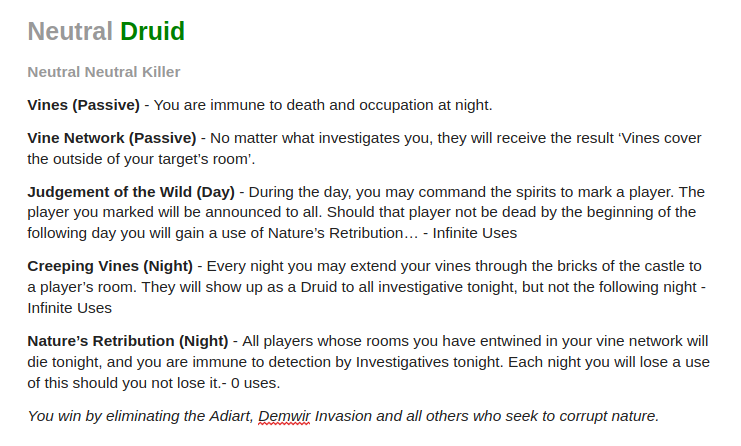 Neutral Druid
Neutral Neutral Killer
Vines (Passive) - You are immune to death and occupation at night.
Vine Network (Passive) - No matter what investigates you, they will receive the result ‘Vines cover
the outside of your target’s room’.
Judgement of the Wild (Day) - During the day, you may command the spirits to mark a player. The
player you marked will be announced to all. Should that player not be dead by the beginning of the
following day you will gain a use of Nature’s Retribution… - Infinite Uses
Creeping Vines (Night) - Every night you may extend your vines through the bricks of the castle to
a player’s room. They will show up as a Druid to all investigative tonight, but not the following night -
Infinite Uses
Nature’s Retribution (Night) - All players whose rooms you have entwined in your vine network will
die tonight, and you are immune to detection by Investigatives tonight. Each night you will lose a use
of this should you not lose it.- 0 uses.
You win by eliminating the Adiart, Demwir Invasion and all others who seek to corrupt nature.